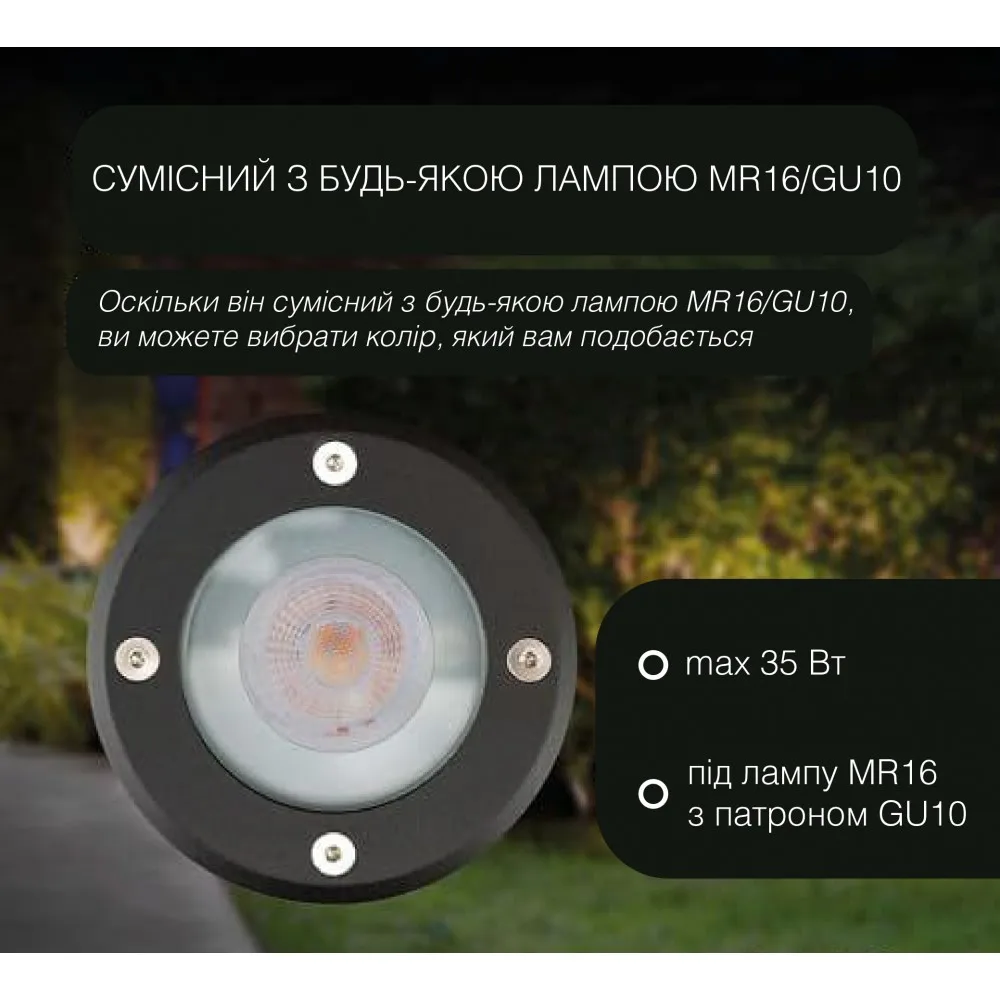 СУМІСНИЙ З БУДЬ-ЯКОЮ ЛАМПОЮ MR16/GU10
Оскільки він сумісний з будь-якою лампою MR16/GU10,
ви можете вибрати колір, який вам подобається
max 35 Вт
під лампу MR16
з патроном GU10